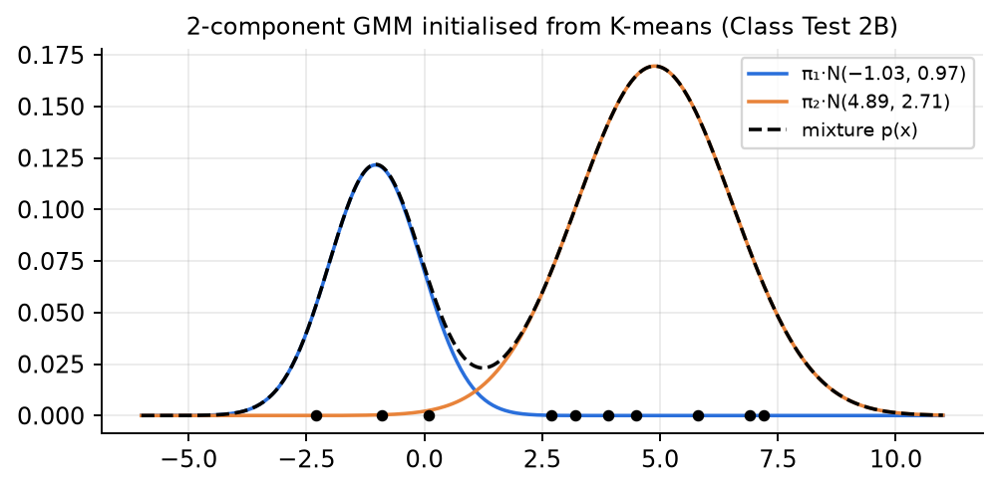 2-component GMM initialised from K-means (Class Test 2B)
π₁·N(−1.03, 0.97)
π₂·N(4.89, 2.71)
mixture p(x)
0.175
0.150
0.125
0.100
0.075
0.050
0.025
0.000
−5.0 −2.5 0.0 2.5 5.0 7.5 10.0